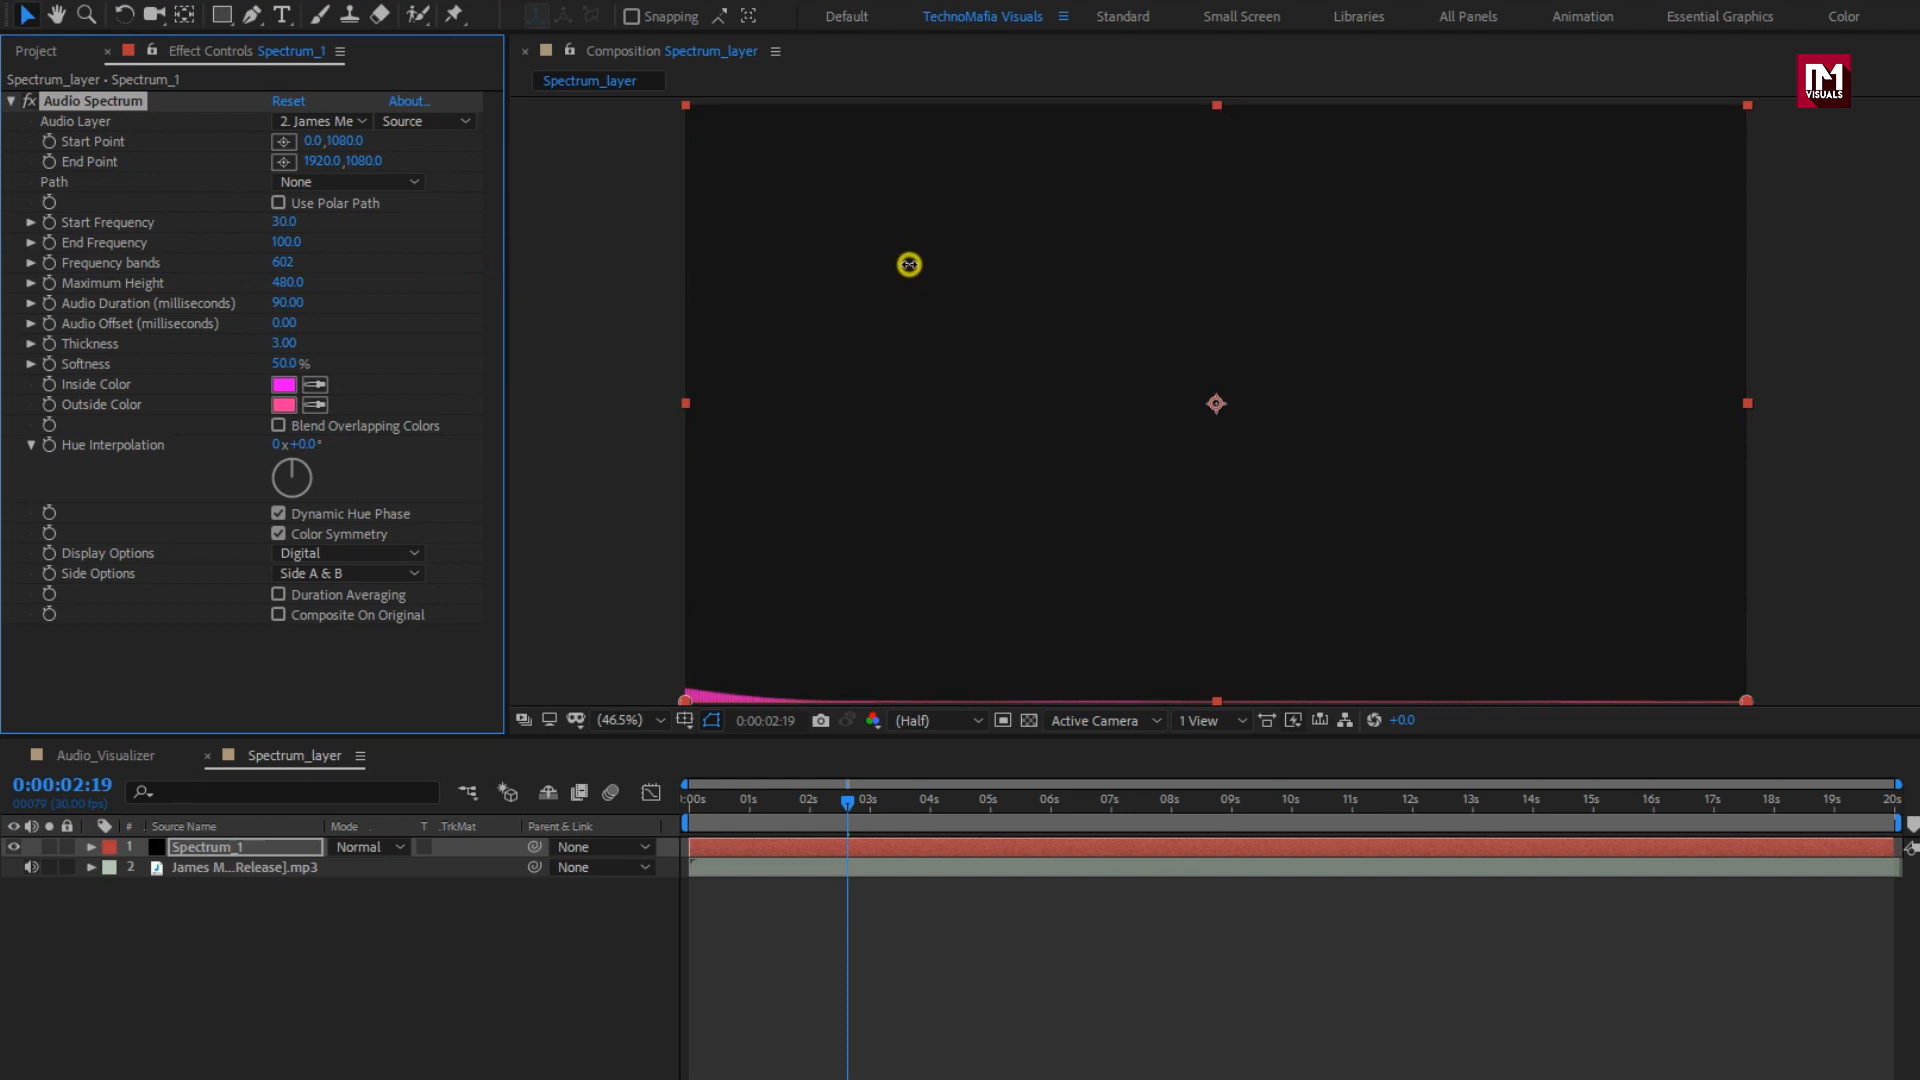 Snapping
Default
TechnoMafia Visuals
Standard
Small Screen
Libraries
All Panels
Animation
Essential Graphics
Color
Project
Effect Controls Spectrum_1
Composition Spectrum_layer
Spectrum_layer • Spectrum_1
Spectrum_layer
VISUALS
fx Audio Spectrum Reset About...
Audio Layer 2. James Me Source
Start Point 0.0,1080.0
End Point 1920.0,1080.0
Path None
Use Polar Path
Start Frequency 30.0
End Frequency 100.0
Frequency bands 602
Maximum Height 480.0
Audio Duration (milliseconds) 90.00
Audio Offset (milliseconds) 0.00
Thickness 3.00
Softness 50.0 %
Inside Color
Outside Color
Blend Overlapping Colors
Hue Interpolation 0 x+0.0°
Dynamic Hue Phase
Color Symmetry
Display Options Digital
Side Options Side A & B
Duration Averaging
Composite On Original
(46.5%) 0:00:02:19 (Half) Active Camera 1 View +0.0
Audio_Visualizer
Spectrum_layer
0:00:02:19
00079 (30.00 fps)
:00s 01s 02s 03s 04s 05s 06s 07s 08s 09s 10s 11s 12s 13s 14s 15s 16s 17s 18s 19s 20s
# Source Name Mode T .TrkMat Parent & Link
1 Spectrum_1 Normal None
2 James M...Release].mp3 None